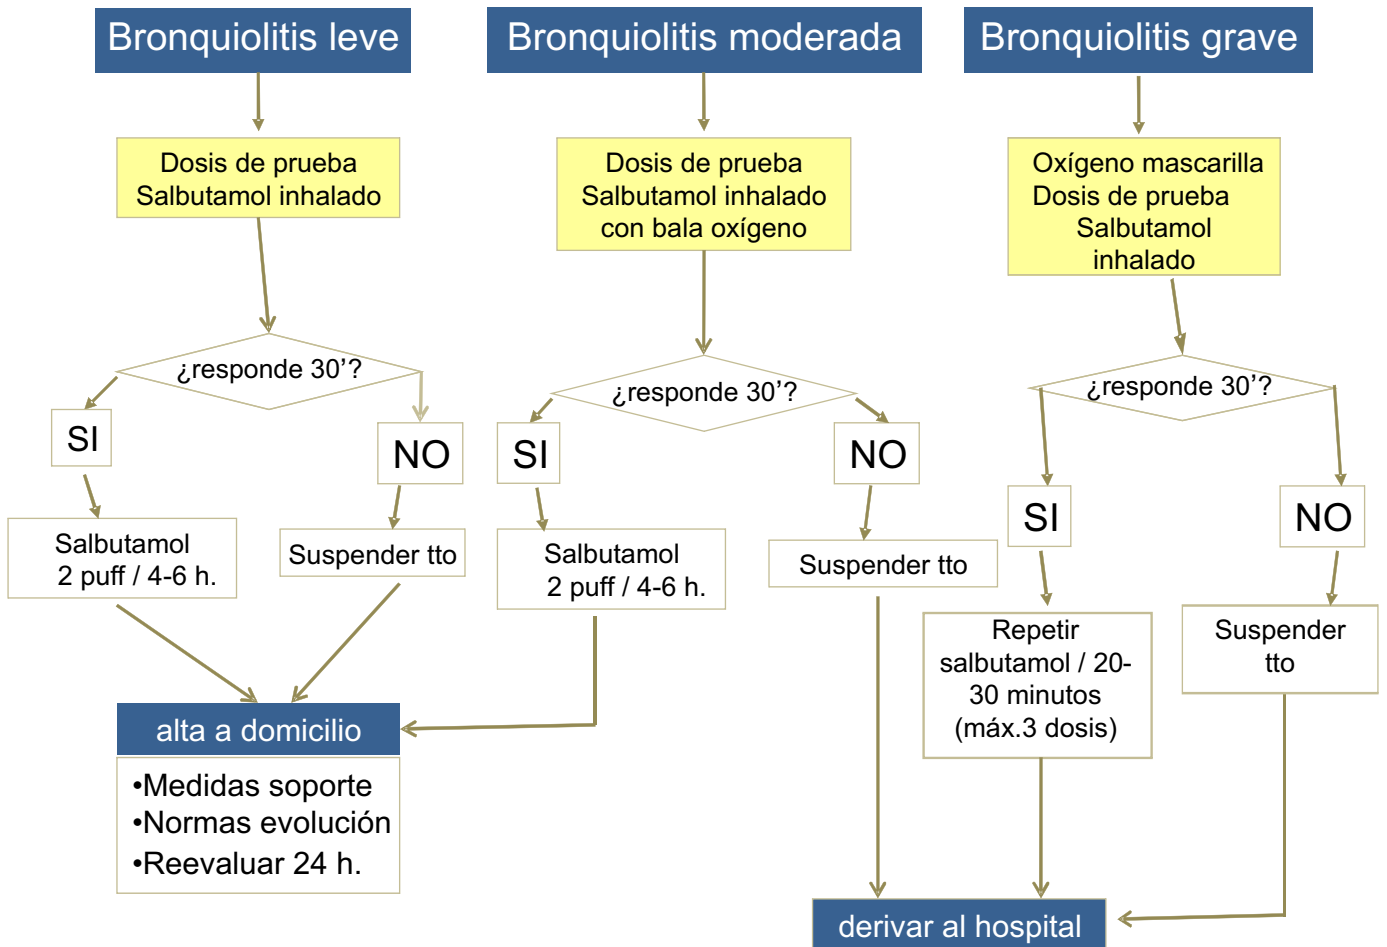 Bronquiolitis leve
Bronquiolitis moderada
Bronquiolitis grave
Dosis de prueba
Salbutamol inhalado
Dosis de prueba
Salbutamol inhalado
con bala oxígeno
Oxígeno mascarilla
Dosis de prueba
Salbutamol
inhalado
¿responde 30’?
¿responde 30’?
¿responde 30’?
SI
NO
SI
NO
SI
NO
Salbutamol
2 puff / 4-6 h.
Suspender tto
Salbutamol
2 puff / 4-6 h.
Suspender tto
Repetir
salbutamol / 20-
30 minutos
(máx.3 dosis)
Suspender
tto
alta a domicilio
•Medidas soporte
•Normas evolución
•Reevaluar 24 h.
derivar al hospital